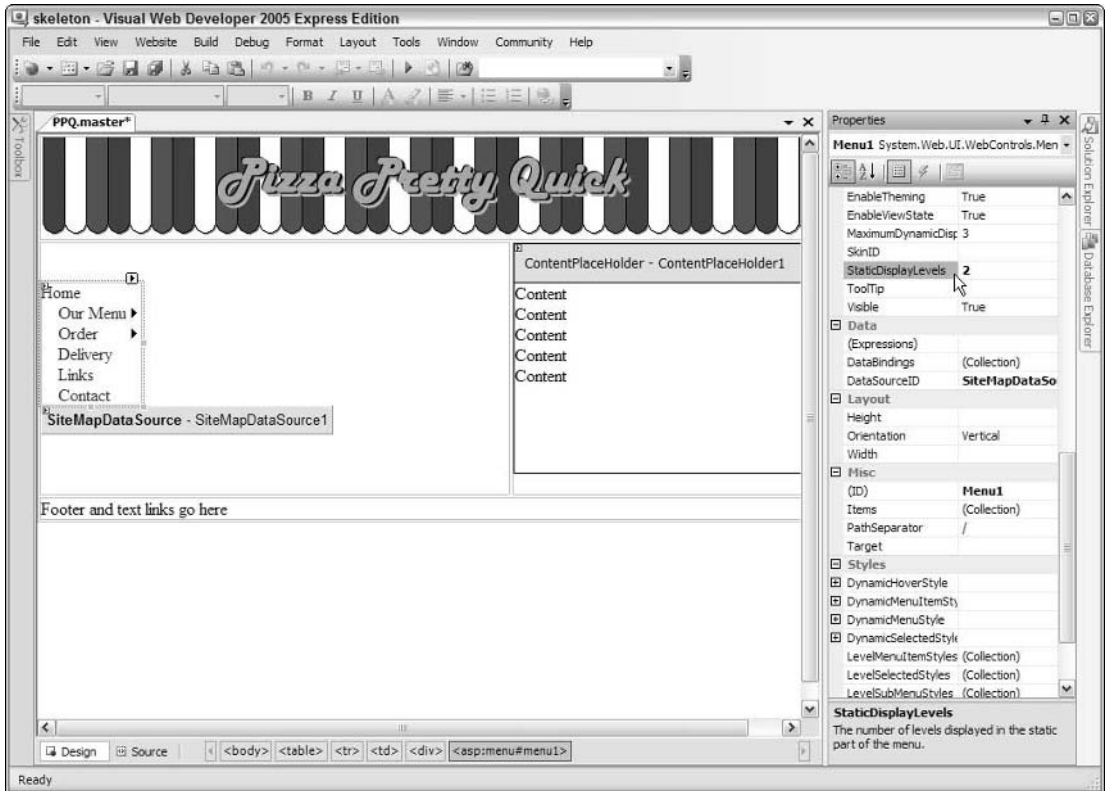 skeleton - Visual Web Developer 2005 Express Edition
File Edit View Website Build Debug Format Layout Tools Window Community Help
B I U A
Toolbox
PPQ.master*
Pizza Pretty Quick
ContentPlaceHolder - ContentPlaceHolder1
Home
Our Menu
Order
Delivery
Links
Contact
SiteMapDataSource - SiteMapDataSource1
Content
Content
Content
Content
Content
Footer and text links go here
Design Source <body> <table> <tr> <td> <div> <asp:menu#menu1>
Ready
Properties
Menu1 System.Web.UI.WebControls.Men
EnableTheming True
EnableViewState True
MaximumDynamicDisp 3
SkinID
StaticDisplayLevels 2
ToolTip
Visible True
Data
(Expressions)
DataBindings (Collection)
DataSourceID SiteMapDataSo
Layout
Height
Orientation Vertical
Width
Misc
(ID) Menu1
Items (Collection)
PathSeparator /
Target
Styles
DynamicHoverStyle
DynamicMenuItemSty
DynamicMenuStyle
DynamicSelectedStyle
LevelMenuItemStyles (Collection)
LevelSelectedStyles (Collection)
LevelSubMenuStyles (Collection)
StaticDisplayLevels
The number of levels displayed in the static
part of the menu.
Solution Explorer
Database Explorer